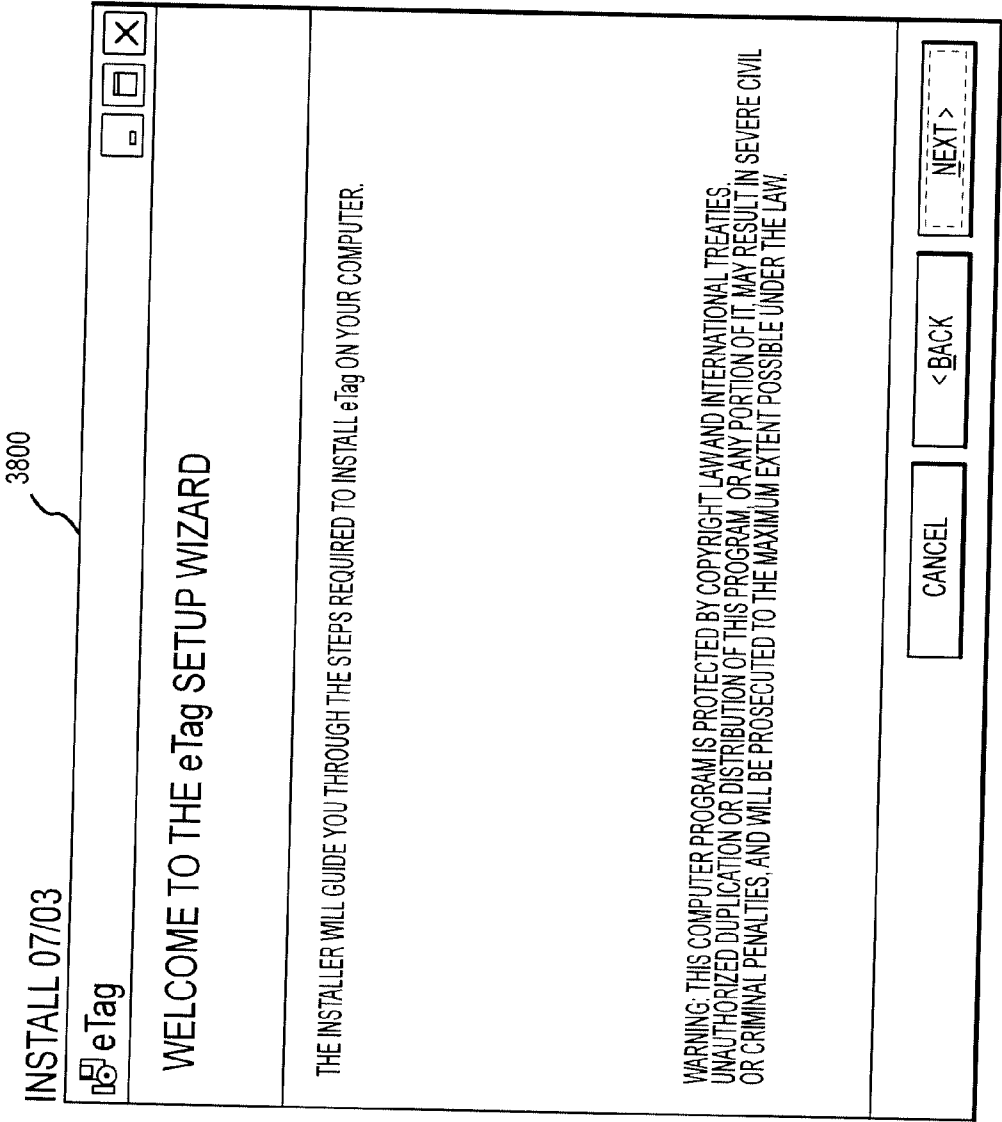 INSTALL 07/03
3800
eTag
WELCOME TO THE eTag SETUP WIZARD
THE INSTALLER WILL GUIDE YOU THROUGH THE STEPS REQUIRED TO INSTALL eTag ON YOUR COMPUTER.
WARNING: THIS COMPUTER PROGRAM IS PROTECTED BY COPYRIGHT LAW AND INTERNATIONAL TREATIES.
UNAUTHORIZED DUPLICATION OR DISTRIBUTION OF THIS PROGRAM, OR ANY PORTION OF IT, MAY RESULT IN SEVERE CIVIL
OR CRIMINAL PENALTIES, AND WILL BE PROSECUTED TO THE MAXIMUM EXTENT POSSIBLE UNDER THE LAW.
CANCEL
< BACK
NEXT >